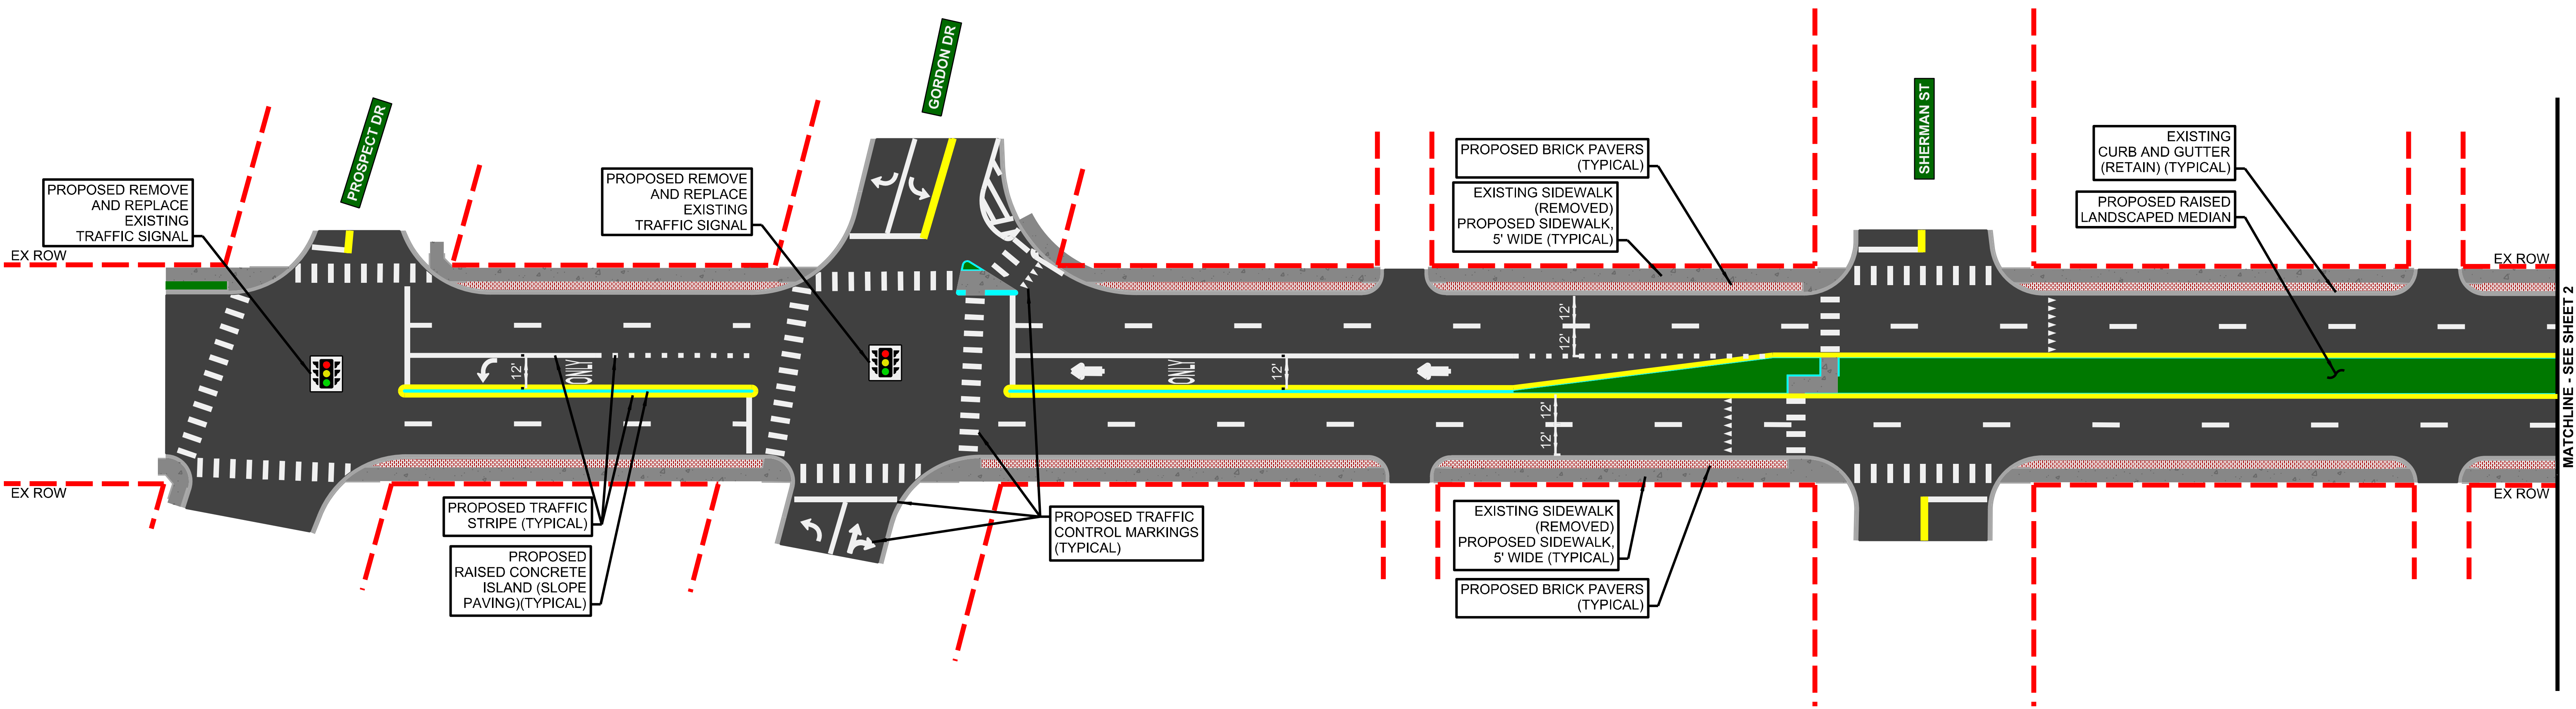 PROSPECT DR
GORDON DR
SHERMAN ST
PROPOSED REMOVE
AND REPLACE
EXISTING
TRAFFIC SIGNAL
PROPOSED REMOVE
AND REPLACE
EXISTING
TRAFFIC SIGNAL
PROPOSED BRICK PAVERS
(TYPICAL)
EXISTING SIDEWALK
(REMOVED)
PROPOSED SIDEWALK,
5' WIDE (TYPICAL)
EXISTING
CURB AND GUTTER
(RETAIN) (TYPICAL)
PROPOSED RAISED
LANDSCAPED MEDIAN
EX ROW
EX ROW
12'
12'
12'
ONLY
12'
ONLY
12'
12'
EX ROW
EX ROW
PROPOSED TRAFFIC
STRIPE (TYPICAL)
PROPOSED
RAISED CONCRETE
ISLAND (SLOPE
PAVING)(TYPICAL)
PROPOSED TRAFFIC
CONTROL MARKINGS
(TYPICAL)
EXISTING SIDEWALK
(REMOVED)
PROPOSED SIDEWALK,
5' WIDE (TYPICAL)
PROPOSED BRICK PAVERS
(TYPICAL)
MATCHLINE - SEE SHEET 2